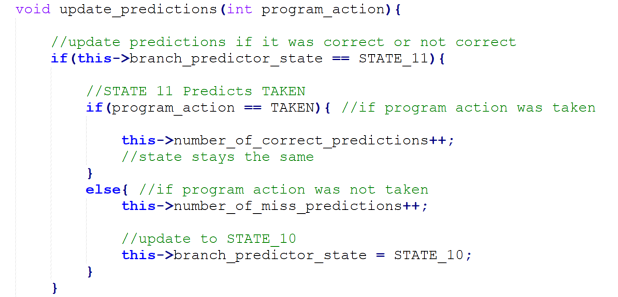 void update_predictions(int program_action){
//update predictions if it was correct or not correct
if(this->branch_predictor_state == STATE_11){
//STATE 11 Predicts TAKEN
if(program_action == TAKEN){ //if program action was taken
this->number_of_correct_predictions++;
//state stays the same
}
else{ //if program action was not taken
this->number_of_miss_predictions++;
//update to STATE_10
this->branch_predictor_state = STATE_10;
}
}